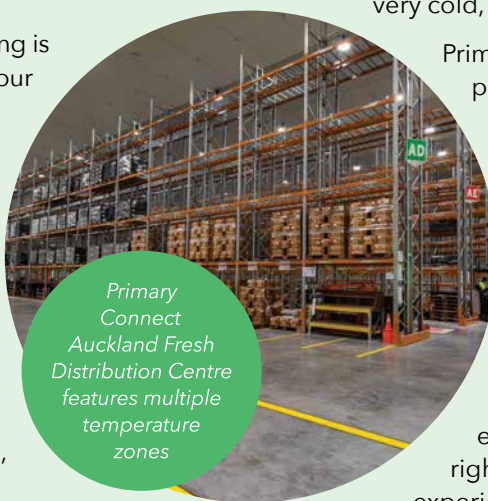 very cold,
ng is
our
Prim
p
AD
AE
Primary
Connect
Auckland Fresh
Distribution Centre
features multiple
temperature
zones
,
e
righ
experi